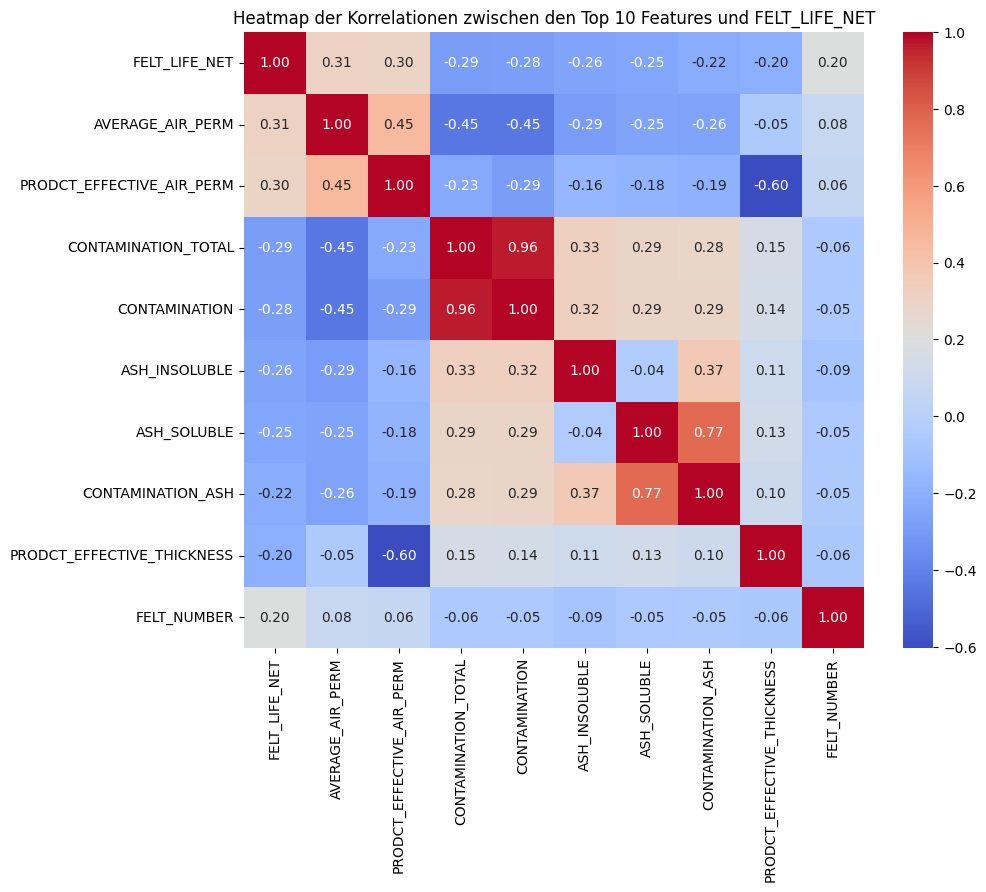 Heatmap der Korrelationen zwischen den Top 10 Features und FELT_LIFE_NET
FELT_LIFE_NET 1.00 0.31 0.30 -0.29 -0.28 -0.26 -0.25 -0.22 -0.20 0.20
AVERAGE_AIR_PERM 0.31 1.00 0.45 -0.45 -0.45 -0.29 -0.25 -0.26 -0.05 0.08
PRODCT_EFFECTIVE_AIR_PERM 0.30 0.45 1.00 -0.23 -0.29 -0.16 -0.18 -0.19 -0.60 0.06
CONTAMINATION_TOTAL -0.29 -0.45 -0.23 1.00 0.96 0.33 0.29 0.28 0.15 -0.06
CONTAMINATION -0.28 -0.45 -0.29 0.96 1.00 0.32 0.29 0.29 0.14 -0.05
ASH_INSOLUBLE -0.26 -0.29 -0.16 0.33 0.32 1.00 -0.04 0.37 0.11 -0.09
ASH_SOLUBLE -0.25 -0.25 -0.18 0.29 0.29 -0.04 1.00 0.77 0.13 -0.05
CONTAMINATION_ASH -0.22 -0.26 -0.19 0.28 0.29 0.37 0.77 1.00 0.10 -0.05
PRODCT_EFFECTIVE_THICKNESS -0.20 -0.05 -0.60 0.15 0.14 0.11 0.13 0.10 1.00 -0.06
FELT_NUMBER 0.20 0.08 0.06 -0.06 -0.05 -0.09 -0.05 -0.05 -0.06 1.00
FELT_LIFE_NET
AVERAGE_AIR_PERM
PRODCT_EFFECTIVE_AIR_PERM
CONTAMINATION_TOTAL
CONTAMINATION
ASH_INSOLUBLE
ASH_SOLUBLE
CONTAMINATION_ASH
PRODCT_EFFECTIVE_THICKNESS
FELT_NUMBER
1.0
0.8
0.6
0.4
0.2
0.0
−0.2
−0.4
−0.6